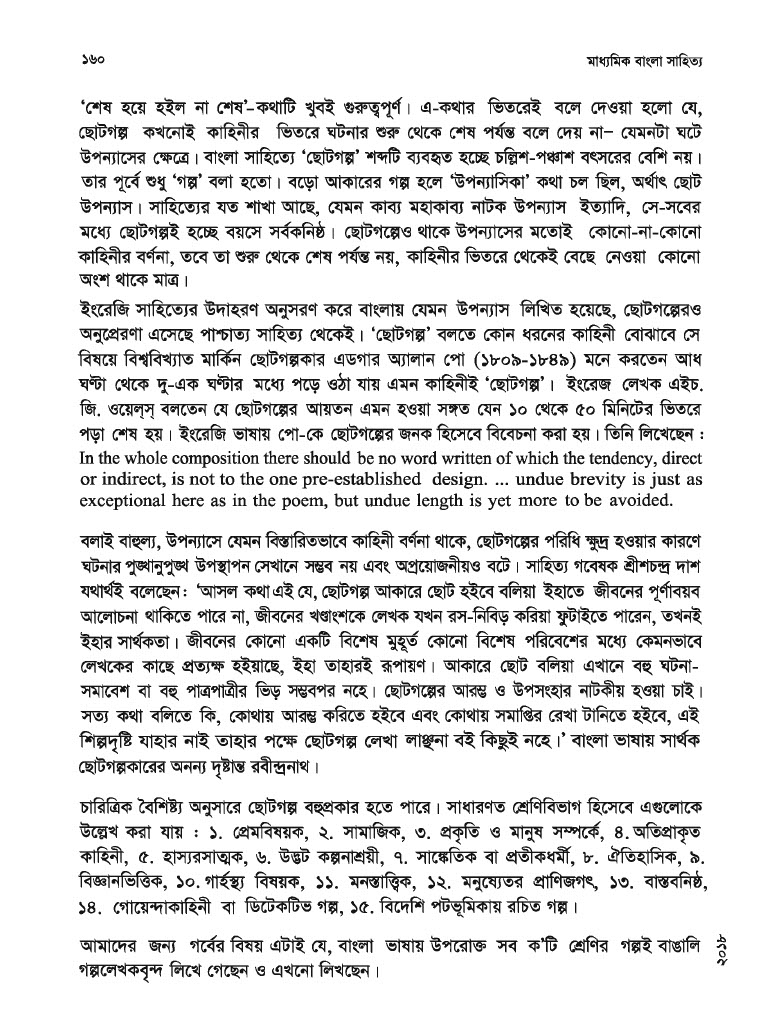 ১৬০
মাধ্যমিক বাংলা সাহিত্য
‘শেষ হয়ে হইল না শেষ’–কথাটি খুবই গুরুত্বপূর্ণ। এ-কথার ভিতরেই বলে দেওয়া হলো যে,
ছোটগল্প কখনোই কাহিনীর ভিতরে ঘটনার শুরু থেকে শেষ পর্যন্ত বলে দেয় না– যেমনটা ঘটে
উপন্যাসের ক্ষেত্রে। বাংলা সাহিত্যে ‘ছোটগল্প’ শব্দটি ব্যবহৃত হচ্ছে চল্লিশ-পঞ্চাশ বৎসরের বেশি নয়।
তার পূর্বে শুধু ‘গল্প’ বলা হতো। বড়ো আকারের গল্প হলে ‘উপন্যাসিকা’ কথা চল ছিল, অর্থাৎ ছোট
উপন্যাস। সাহিত্যের যত শাখা আছে, যেমন কাব্য মহাকাব্য নাটক উপন্যাস ইত্যাদি, সে-সবের
মধ্যে ছোটগল্পই হচ্ছে বয়সে সর্বকনিষ্ঠ। ছোটগল্পেও থাকে উপন্যাসের মতোই কোনো-না-কোনো
কাহিনীর বর্ণনা, তবে তা শুরু থেকে শেষ পর্যন্ত নয়, কাহিনীর ভিতরে থেকেই বেছে নেওয়া কোনো
অংশ থাকে মাত্র।
ইংরেজি সাহিত্যের উদাহরণ অনুসরণ করে বাংলায় যেমন উপন্যাস লিখিত হয়েছে, ছোটগল্পেরও
অনুপ্রেরণা এসেছে পাশ্চাত্য সাহিত্য থেকেই। ‘ছোটগল্প’ বলতে কোন ধরনের কাহিনী বোঝাবে সে
বিষয়ে বিশ্ববিখ্যাত মার্কিন ছোটগল্পকার এডগার অ্যালান পো (১৮০৯-১৮৪৯) মনে করতেন আধ
ঘণ্টা থেকে দু-এক ঘণ্টার মধ্যে পড়ে ওঠা যায় এমন কাহিনীই ‘ছোটগল্প’। ইংরেজ লেখক এইচ.
জি. ওয়েল্‌স্ বলতেন যে ছোটগল্পের আয়তন এমন হওয়া সঙ্গত যেন ১০ থেকে ৫০ মিনিটের ভিতরে
পড়া শেষ হয়। ইংরেজি ভাষায় পো-কে ছোটগল্পের জনক হিসেবে বিবেচনা করা হয়। তিনি লিখেছেন :
In the whole composition there should be no word written of which the tendency, direct
or indirect, is not to the one pre-established design. ... undue brevity is just as
exceptional here as in the poem, but undue length is yet more to be avoided.
বলাই বাহুল্য, উপন্যাসে যেমন বিস্তারিতভাবে কাহিনী বর্ণনা থাকে, ছোটগল্পের পরিধি ক্ষুদ্র হওয়ার কারণে
ঘটনার পুঙ্খানুপুঙ্খ উপস্থাপন সেখানে সম্ভব নয় এবং অপ্রয়োজনীয়ও বটে। সাহিত্য গবেষক শ্রীশচন্দ্র দাশ
যথার্থই বলেছেন: ‘আসল কথা এই যে, ছোটগল্প আকারে ছোট হইবে বলিয়া ইহাতে জীবনের পূর্ণাবয়ব
আলোচনা থাকিতে পারে না, জীবনের খণ্ডাংশকে লেখক যখন রস-নিবিড় করিয়া ফুটাইতে পারেন, তখনই
ইহার সার্থকতা। জীবনের কোনো একটি বিশেষ মুহূর্ত কোনো বিশেষ পরিবেশের মধ্যে কেমনভাবে
লেখকের কাছে প্রত্যক্ষ হইয়াছে, ইহা তাহারই রূপায়ণ। আকারে ছোট বলিয়া এখানে বহু ঘটনা-
সমাবেশ বা বহু পাত্রপাত্রীর ভিড় সম্ভবপর নহে। ছোটগল্পের আরম্ভ ও উপসংহার নাটকীয় হওয়া চাই।
সত্য কথা বলিতে কি, কোথায় আরম্ভ করিতে হইবে এবং কোথায় সমাপ্তির রেখা টানিতে হইবে, এই
শিল্পদৃষ্টি যাহার নাই তাহার পক্ষে ছোটগল্প লেখা লাঞ্ছনা বই কিছুই নহে।’ বাংলা ভাষায় সার্থক
ছোটগল্পকারের অনন্য দৃষ্টান্ত রবীন্দ্রনাথ।
চারিত্রিক বৈশিষ্ট্য অনুসারে ছোটগল্প বহুপ্রকার হতে পারে। সাধারণত শ্রেণিবিভাগ হিসেবে এগুলোকে
উল্লেখ করা যায় : ১. প্রেমবিষয়ক, ২. সামাজিক, ৩. প্রকৃতি ও মানুষ সম্পর্কে, ৪. অতিপ্রাকৃত
কাহিনী, ৫. হাস্যরসাত্মক, ৬. উদ্ভট কল্পনাশ্রয়ী, ৭. সাঙ্কেতিক বা প্রতীকধর্মী, ৮. ঐতিহাসিক, ৯.
বিজ্ঞানভিত্তিক, ১০. গার্হস্থ্য বিষয়ক, ১১. মনস্তাত্ত্বিক, ১২. মনুষ্যেতর প্রাণিজগৎ, ১৩. বাস্তবনিষ্ঠ,
১৪. গোয়েন্দাকাহিনী বা ডিটেকটিভ গল্প, ১৫. বিদেশি পটভূমিকায় রচিত গল্প।
আমাদের জন্য গর্বের বিষয় এটাই যে, বাংলা ভাষায় উপরোক্ত সব ক’টি শ্রেণির গল্পই বাঙালি
গল্পলেখকবৃন্দ লিখে গেছেন ও এখনো লিখছেন।
২০১৮